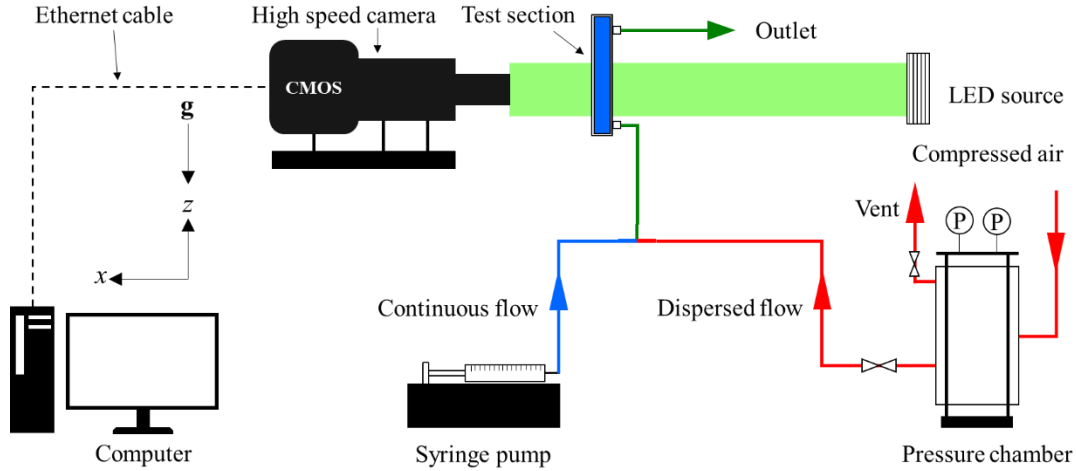 Ethernet cable
High speed camera
Test section
Outlet
CMOS
LED source
g
Compressed air
z
Vent
P P
x
Continuous flow
Dispersed flow
Computer
Syringe pump
Pressure chamber